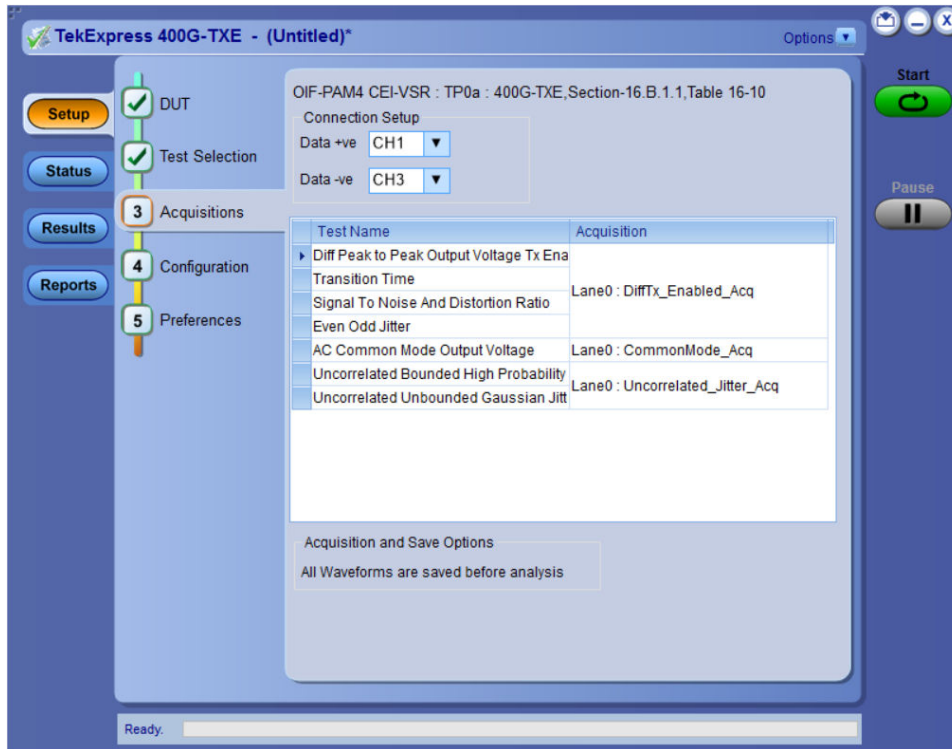 TekExpress 400G-TXE - (Untitled)*
Options
x
Start
Pause
Setup
Status
Results
Reports
DUT
Test Selection
3 Acquisitions
4 Configuration
5 Preferences
OIF-PAM4 CEI-VSR : TP0a : 400G-TXE,Section-16.B.1.1,Table 16-10
Connection Setup
Data +ve CH1
Data -ve CH3
Test Name Acquisition
Diff Peak to Peak Output Voltage Tx Ena
Transition Time
Lane0 : DiffTx_Enabled_Acq
Signal To Noise And Distortion Ratio
Even Odd Jitter
AC Common Mode Output Voltage Lane0 : CommonMode_Acq
Uncorrelated Bounded High Probability
Lane0 : Uncorrelated_Jitter_Acq
Uncorrelated Unbounded Gaussian Jitt
Acquisition and Save Options
All Waveforms are saved before analysis
Ready.